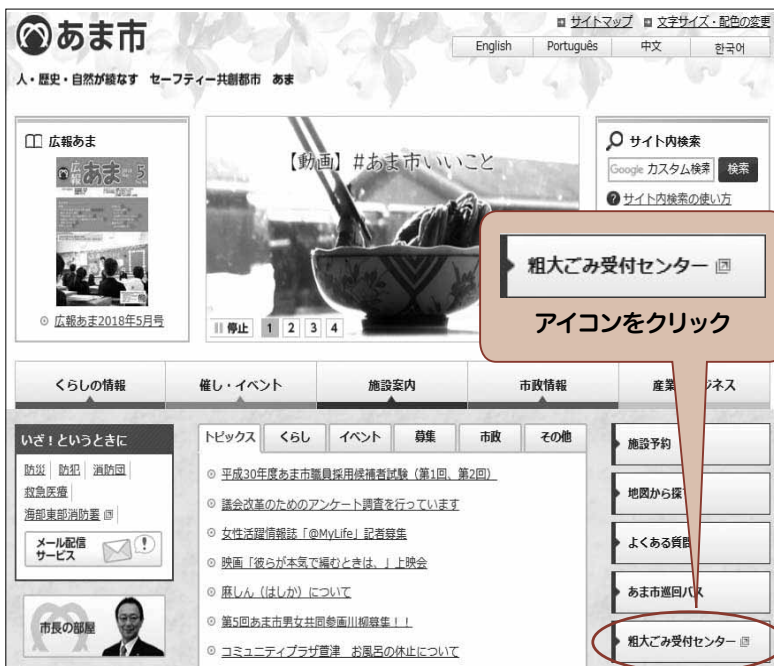 あま市
サイトマップ 文字サイズ・配色の変更
English Português 中文 한국어
人・歴史・自然が綾なす セーフティー共創都市 あま
広報あま
広報 あま 5
広報あま2018年5月号
【動画】#あま市いいこと
停止 1 2 3 4
サイト内検索
Google カスタム検索 検索
サイト内検索の使い方
粗大ごみ受付センター
アイコンをクリック
くらしの情報 催し・イベント 施設案内 市政情報 産業 ジネス
いざ!というときに
防災 防犯 消防団
救急医療
海部東部消防署
メール配信
サービス
市長の部屋
トピックス くらし イベント 募集 市政 その他
平成30年度あま市職員採用候補者試験(第1回、第2回)
議会改革のためのアンケート調査を行っています
女性活躍情報誌「@MyLife」記者募集
映画「彼らが本気で編むときは、」上映会
麻しん(はしか)について
第5回あま市男女共同参画川柳募集!!
コミュニティプラザ萱津 お風呂の休止について
施設予約
地図から探
よくある質問
あま市巡回バス
粗大ごみ受付センター